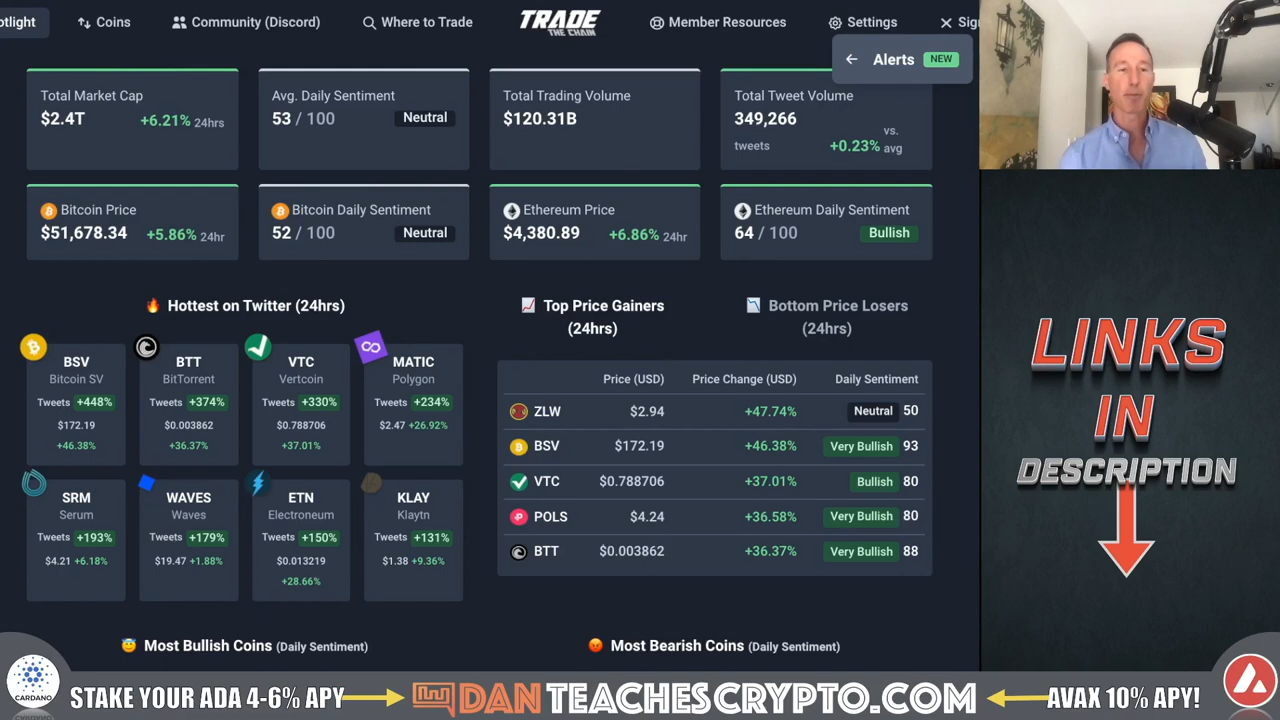 otlight
Coins
Community (Discord)
Where to Trade
TRADE
THE CHAIN
Member Resources
Settings
Sig
Alerts NEW
Total Market Cap
$2.4T +6.21% 24hrs
Avg. Daily Sentiment
53 / 100 Neutral
Total Trading Volume
$120.31B
Total Tweet Volume
349,266
tweets +0.23% vs. avg
Bitcoin Price
$51,678.34 +5.86% 24hr
Bitcoin Daily Sentiment
52 / 100 Neutral
Ethereum Price
$4,380.89 +6.86% 24hr
Ethereum Daily Sentiment
64 / 100 Bullish
Hottest on Twitter (24hrs)
BSV
Bitcoin SV
Tweets +448%
$172.19
+46.38%
BTT
BitTorrent
Tweets +374%
$0.003862
+36.37%
VTC
Vertcoin
Tweets +330%
$0.788706
+37.01%
MATIC
Polygon
Tweets +234%
$2.47 +26.92%
SRM
Serum
Tweets +193%
$4.21 +6.18%
WAVES
Waves
Tweets +179%
$19.47 +1.88%
ETN
Electroneum
Tweets +150%
$0.013219
+28.66%
KLAY
Klaytn
Tweets +131%
$1.38 +9.36%
Top Price Gainers
(24hrs)
Bottom Price Losers
(24hrs)
Price (USD) Price Change (USD) Daily Sentiment
ZLW $2.94 +47.74% Neutral 50
BSV $172.19 +46.38% Very Bullish 93
VTC $0.788706 +37.01% Bullish 80
POLS $4.24 +36.58% Very Bullish 80
BTT $0.003862 +36.37% Very Bullish 88
Most Bullish Coins (Daily Sentiment)
Most Bearish Coins (Daily Sentiment)
LINKS
IN
DESCRIPTION
CARDANO
STAKE YOUR ADA 4-6% APY
DANTEACHESCRYPTO.COM
AVAX 10% APY!